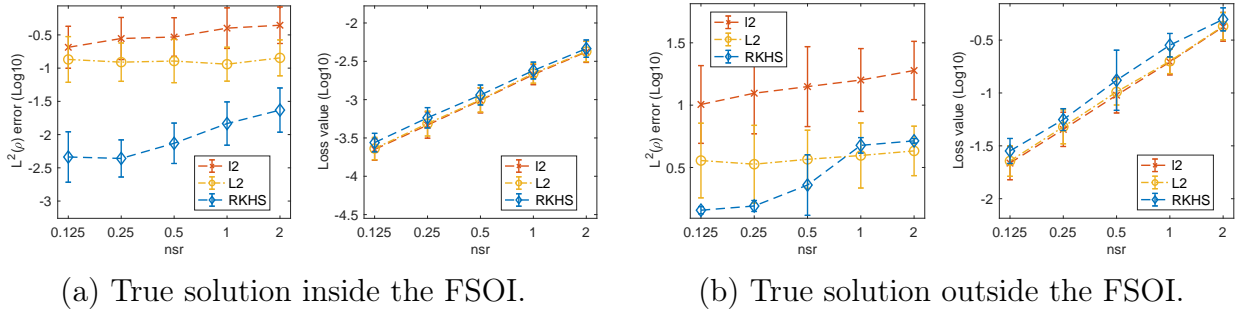 L²(ρ) error (Log10)
-0.5
-1
-1.5
-2
-2.5
-3
0.125 0.25 0.5 1 2
nsr
l2
L2
RKHS
Loss value (Log10)
-2
-2.5
-3
-3.5
-4
-4.5
0.125 0.25 0.5 1 2
nsr
l2
L2
RKHS
(a) True solution inside the FSOI.
L²(ρ) error (Log10)
1.5
1
0.5
0.125 0.25 0.5 1 2
nsr
l2
L2
RKHS
Loss value (Log10)
-0.5
-1
-1.5
-2
0.125 0.25 0.5 1 2
nsr
l2
L2
RKHS
(b) True solution outside the FSOI.